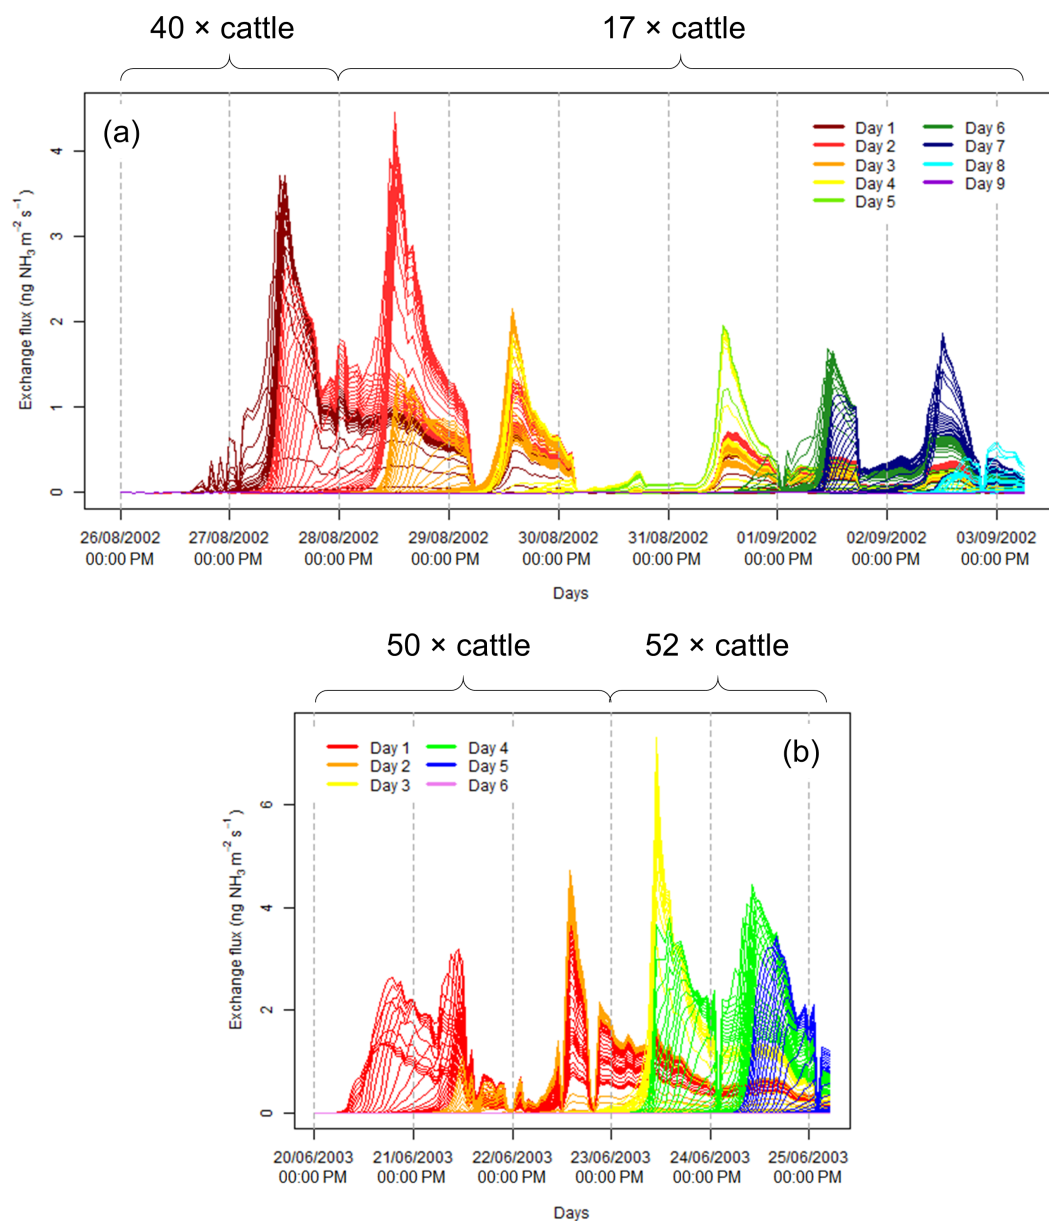 40 × cattle
17 × cattle
(a)
Day 1
Day 2
Day 3
Day 4
Day 5
Day 6
Day 7
Day 8
Day 9
Exchange flux (ng NH3 m−2 s−1)
4
3
2
1
0
26/08/2002
00:00 PM
27/08/2002
00:00 PM
28/08/2002
00:00 PM
29/08/2002
00:00 PM
30/08/2002
00:00 PM
31/08/2002
00:00 PM
01/09/2002
00:00 PM
02/09/2002
00:00 PM
03/09/2002
00:00 PM
Days
50 × cattle
52 × cattle
(b)
Day 1
Day 2
Day 3
Day 4
Day 5
Day 6
Exchange flux (ng NH3 m−2 s−1)
6
4
2
0
20/06/2003
00:00 PM
21/06/2003
00:00 PM
22/06/2003
00:00 PM
23/06/2003
00:00 PM
24/06/2003
00:00 PM
25/06/2003
00:00 PM
Days